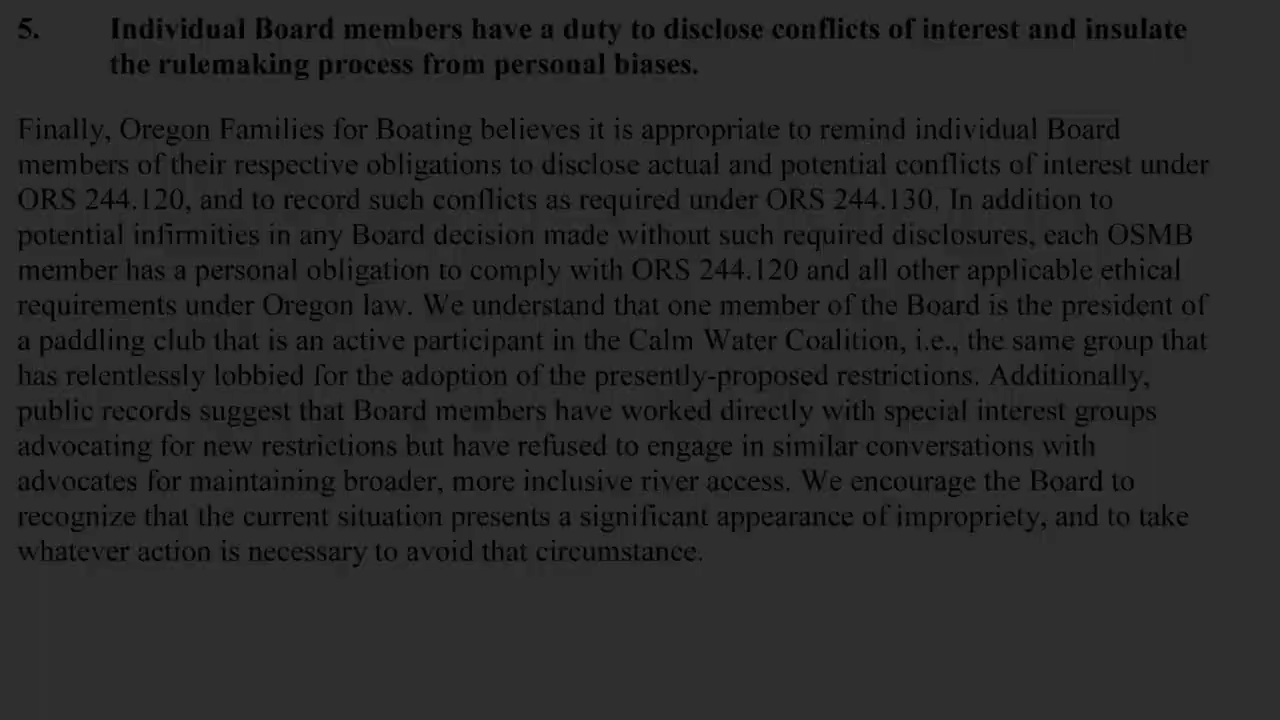 5. Individual Board members have a duty to disclose conflicts of interest and insulate
the rulemaking process from personal biases.
Finally, Oregon Families for Boating believes it is appropriate to remind individual Board
members of their respective obligations to disclose actual and potential conflicts of interest under
ORS 244.120, and to record such conflicts as required under ORS 244.130. In addition to
potential infirmities in any Board decision made without such required disclosures, each OSMB
member has a personal obligation to comply with ORS 244.120 and all other applicable ethical
requirements under Oregon law. We understand that one member of the Board is the president of
a paddling club that is an active participant in the Calm Water Coalition, i.e., the same group that
has relentlessly lobbied for the adoption of the presently-proposed restrictions. Additionally,
public records suggest that Board members have worked directly with special interest groups
advocating for new restrictions but have refused to engage in similar conversations with
advocates for maintaining broader, more inclusive river access. We encourage the Board to
recognize that the current situation presents a significant appearance of impropriety, and to take
whatever action is necessary to avoid that circumstance.